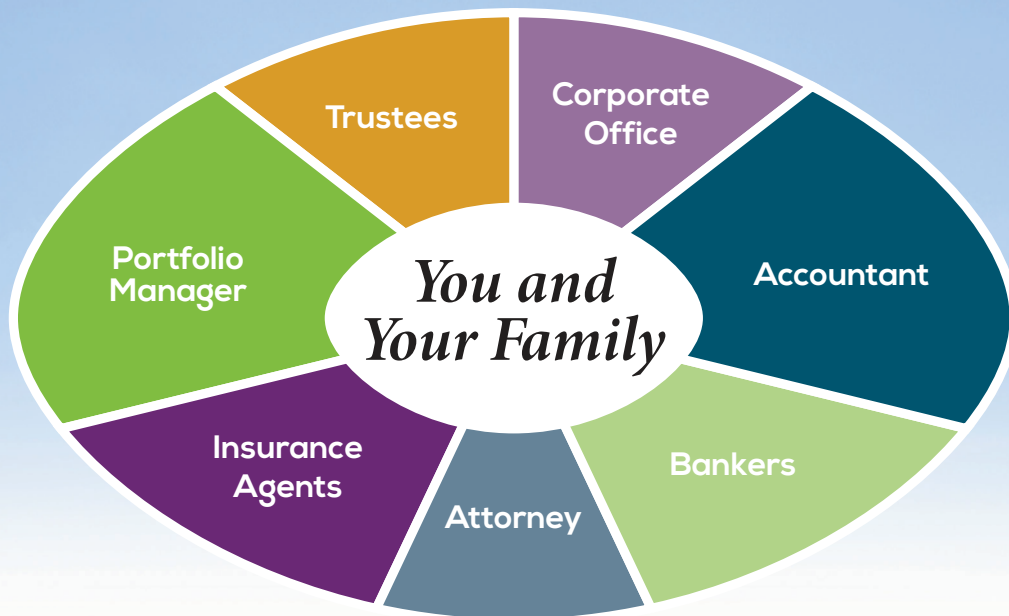 Trustees
Corporate
Office
Accountant
Bankers
Attorney
Insurance
Agents
Portfolio
Manager
You and
Your Family